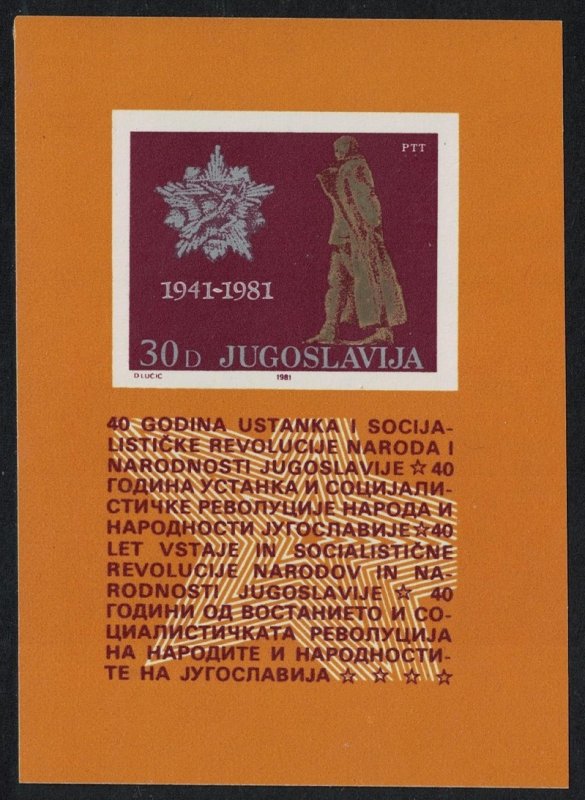 PTT
1941
1941-1981
30 D JUGOSLAVIJA
D LUČIC 1981
40 GODINA USTANKA I SOCIJA-
LISTIČKE REVOLUCIJE NARODA I
NARODNOSTI JUGOSLAVIJE ☆ 40
ГОДИНА УСТАНКА И СОЦИЈАЛИ-
СТИЧКЕ РЕВОЛУЦИЈЕ НАРОДА И
НАРОДНОСТИ ЈУГОСЛАВИЈЕ ☆ 40
LET VSTAJE IN SOCIALISTIČNE
REVOLUCIJE NARODOV IN NA-
RODNOSTI JUGOSLAVIJE ☆ 40
ГОДИНИ ОД ВОСТАНИЕТО И СО-
ЦИАЛИСТИЧКАТА РЕВОЛУЦИЈА
НА НАРОДИТЕ И НАРОДНОСТИ-
ТЕ НА ЈУГОСЛАВИЈА ☆ ☆ ☆ ☆